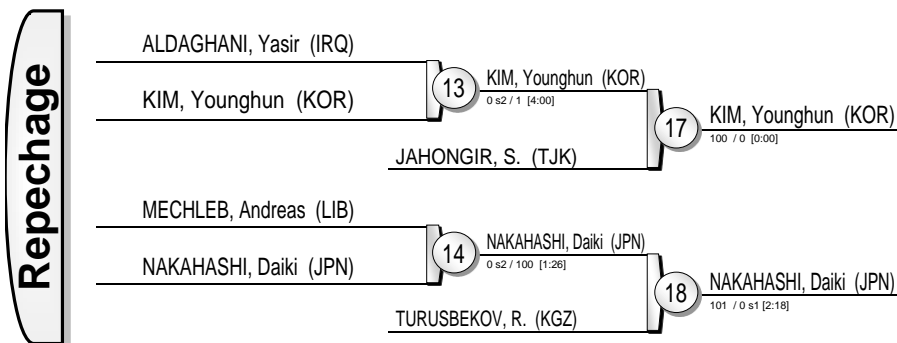 Repechage
ALDAGHANI, Yasir (IRQ)
KIM, Younghun (KOR)
13
KIM, Younghun (KOR)
0 s2 / 1 [4:00]
JAHONGIR, S. (TJK)
17
KIM, Younghun (KOR)
100 / 0 [0:00]
MECHLEB, Andreas (LIB)
NAKAHASHI, Daiki (JPN)
14
NAKAHASHI, Daiki (JPN)
0 s2 / 100 [1:26]
TURUSBEKOV, R. (KGZ)
18
NAKAHASHI, Daiki (JPN)
101 / 0 s1 [2:18]